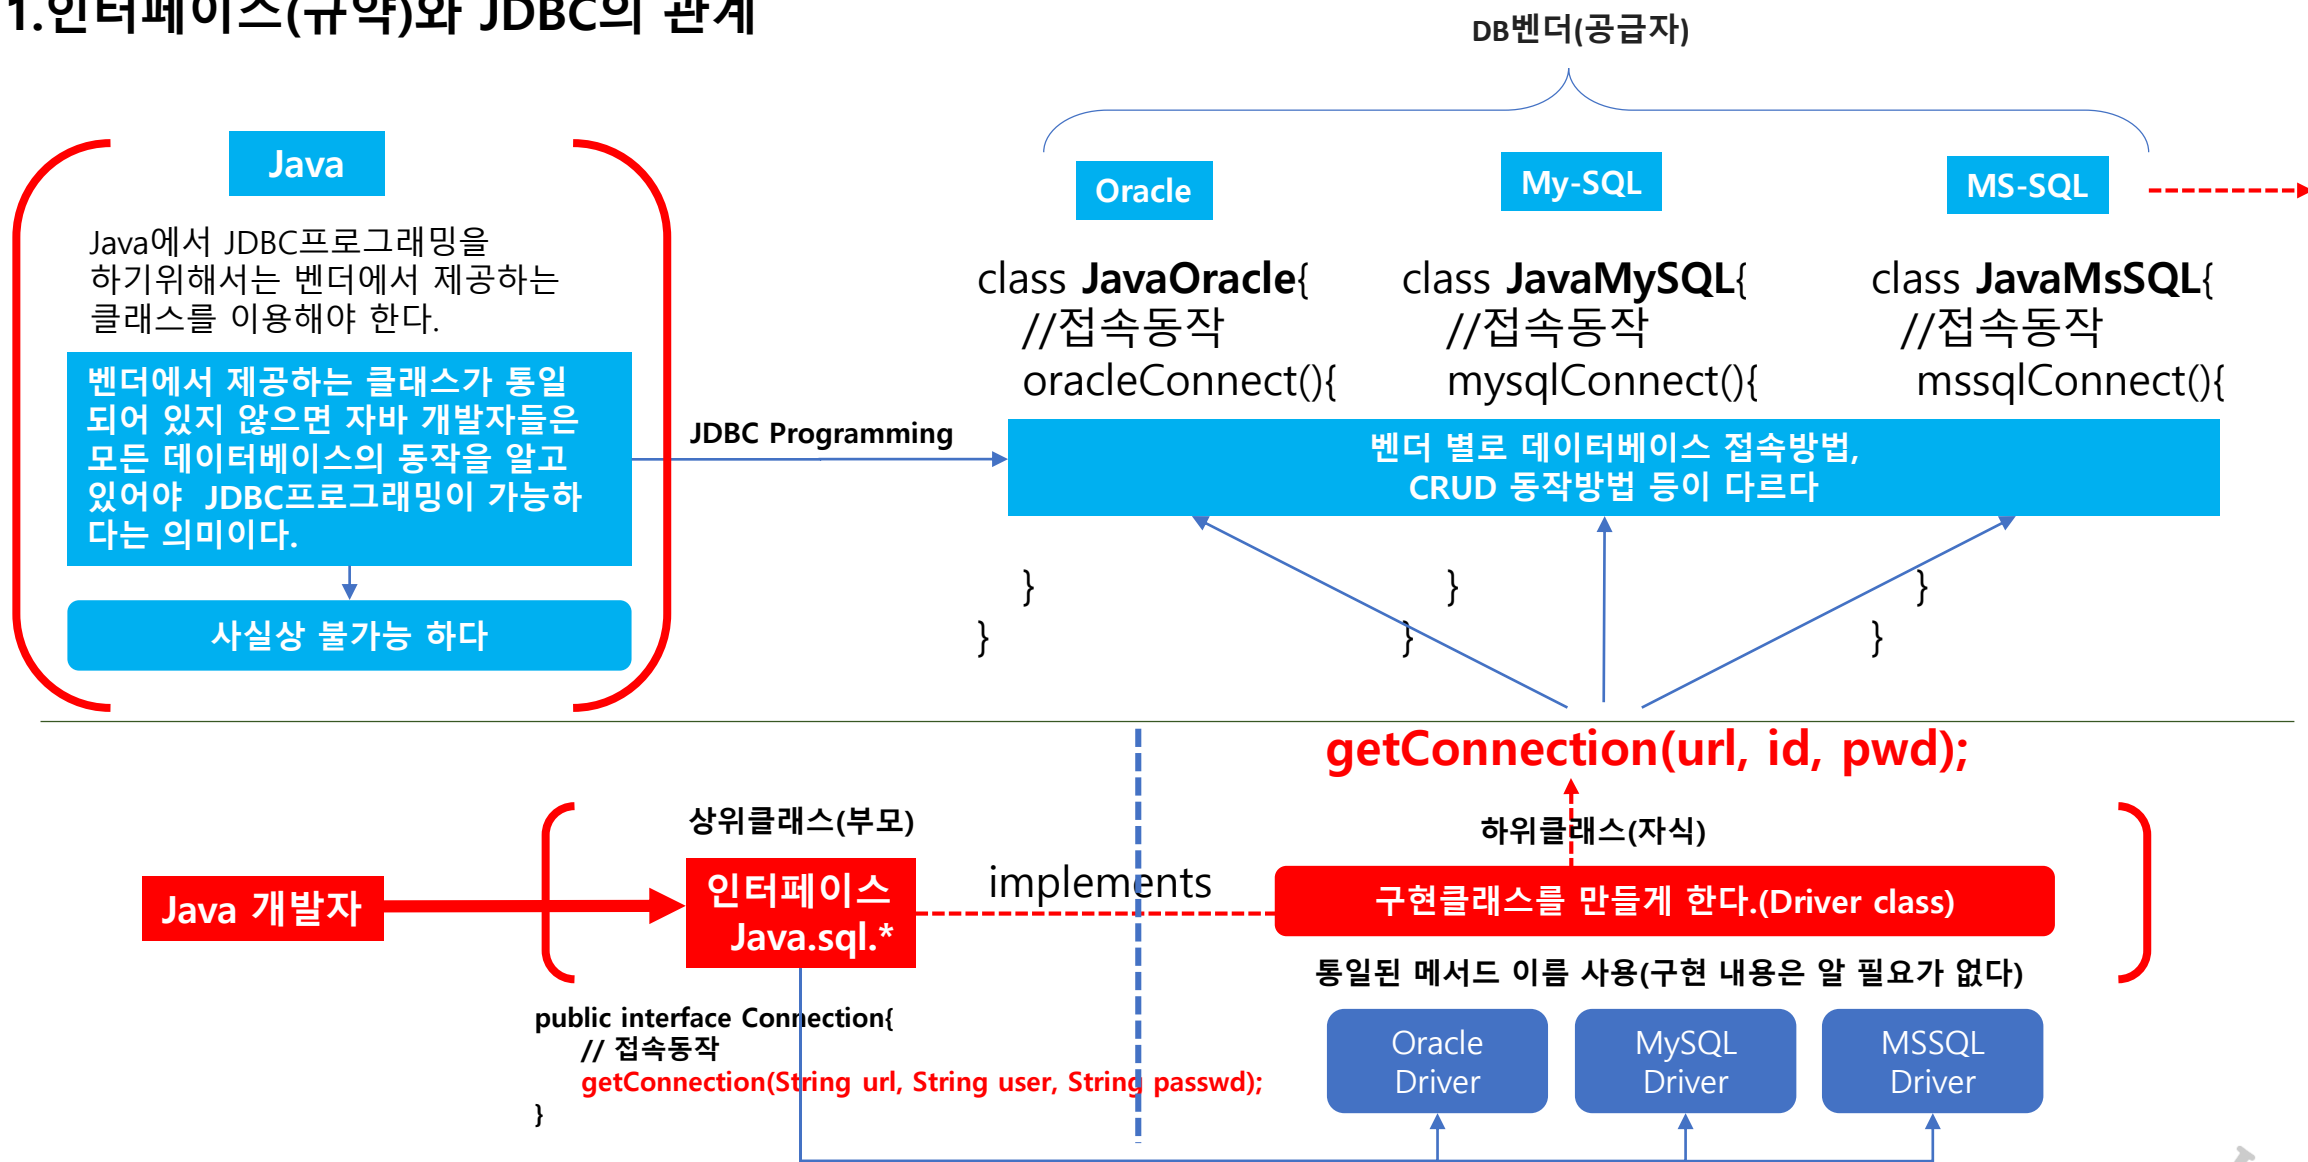 1.인터페이스(규약)와 JDBC의 관계
DB벤더(공급자)
Java
Oracle
My-SQL
MS-SQL
Java에서 JDBC프로그래밍을
하기위해서는 벤더에서 제공하는
클래스를 이용해야 한다.
벤더에서 제공하는 클래스가 통일
되어 있지 않으면 자바 개발자들은
모든 데이터베이스의 동작을 알고
있어야 JDBC프로그래밍이 가능하
다는 의미이다.
사실상 불가능 하다
JDBC Programming
class JavaOracle{
//접속동작
oracleConnect(){
}
}
class JavaMySQL{
//접속동작
mysqlConnect(){
}
}
class JavaMsSQL{
//접속동작
mssqlConnect(){
}
}
벤더 별로 데이터베이스 접속방법,
CRUD 동작방법 등이 다르다
getConnection(url, id, pwd);
상위클래스(부모)
하위클래스(자식)
Java 개발자
인터페이스
Java.sql.*
implements
구현클래스를 만들게 한다.(Driver class)
통일된 메서드 이름 사용(구현 내용은 알 필요가 없다)
public interface Connection{
// 접속동작
getConnection(String url, String user, String passwd);
}
Oracle
Driver
MySQL
Driver
MSSQL
Driver